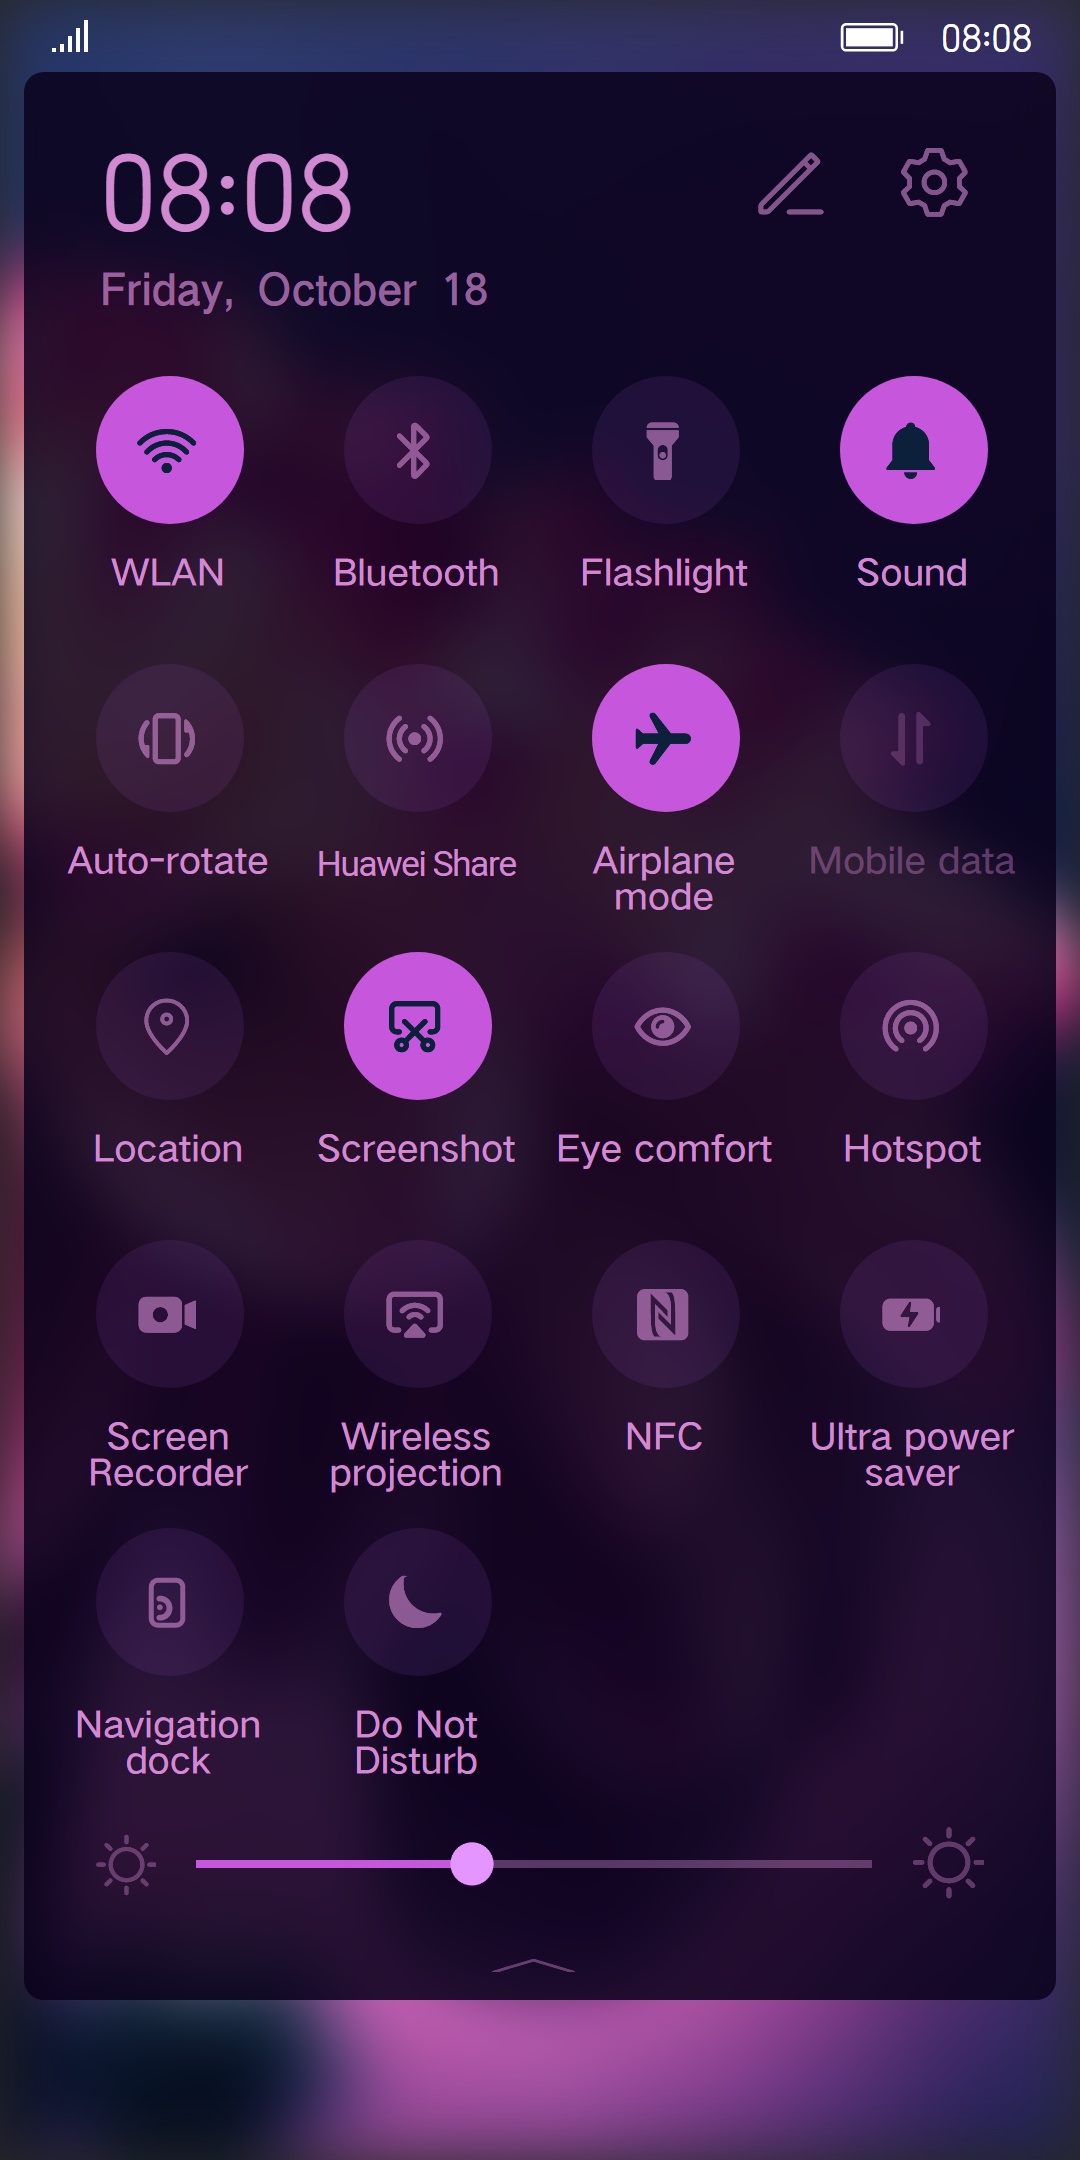 08:08
08:08
Friday, October 18
WLAN
Bluetooth
Flashlight
Sound
Auto-rotate
Huawei Share
Airplane
mode
Mobile data
Location
Screenshot
Eye comfort
Hotspot
Screen
Recorder
Wireless
projection
NFC
Ultra power
saver
Navigation
dock
Do Not
Disturb